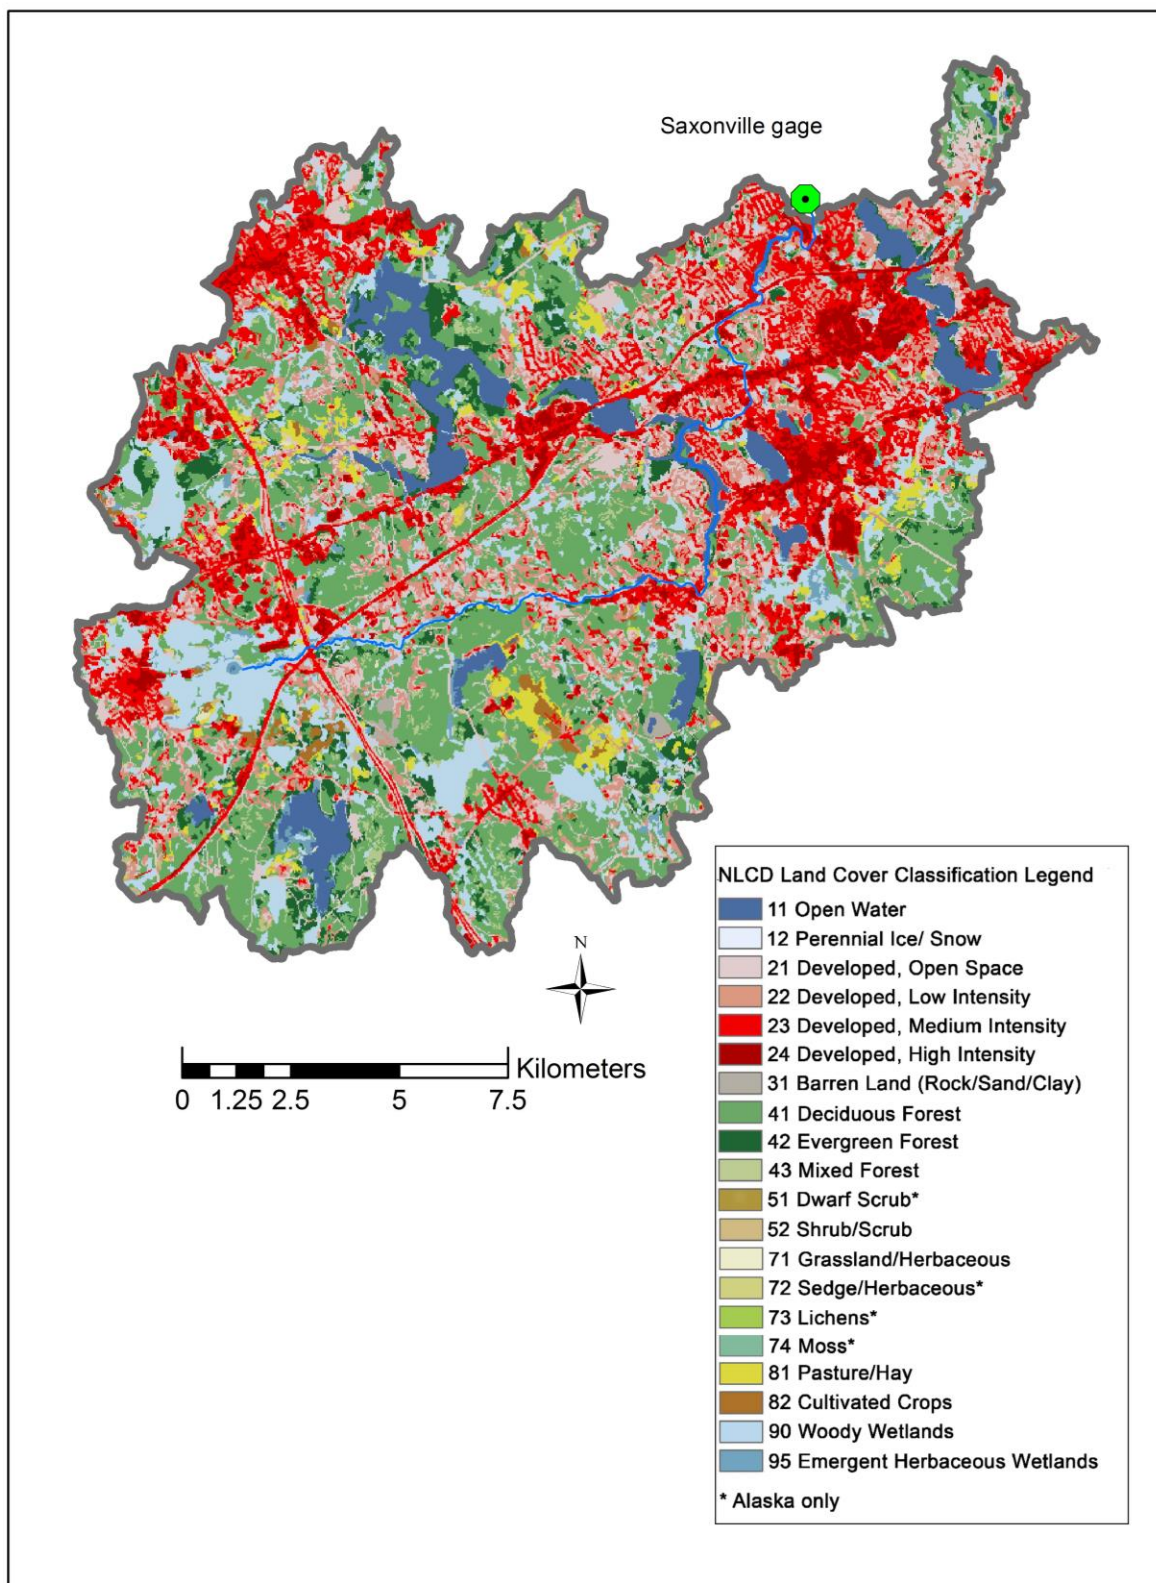 Saxonville gage
NLCD Land Cover Classification Legend
11 Open Water
12 Perennial Ice/ Snow
21 Developed, Open Space
22 Developed, Low Intensity
23 Developed, Medium Intensity
24 Developed, High Intensity
31 Barren Land (Rock/Sand/Clay)
41 Deciduous Forest
42 Evergreen Forest
43 Mixed Forest
51 Dwarf Scrub*
52 Shrub/Scrub
71 Grassland/Herbaceous
72 Sedge/Herbaceous*
73 Lichens*
74 Moss*
81 Pasture/Hay
82 Cultivated Crops
90 Woody Wetlands
95 Emergent Herbaceous Wetlands
* Alaska only
N
Kilometers
0 1.25 2.5 5 7.5